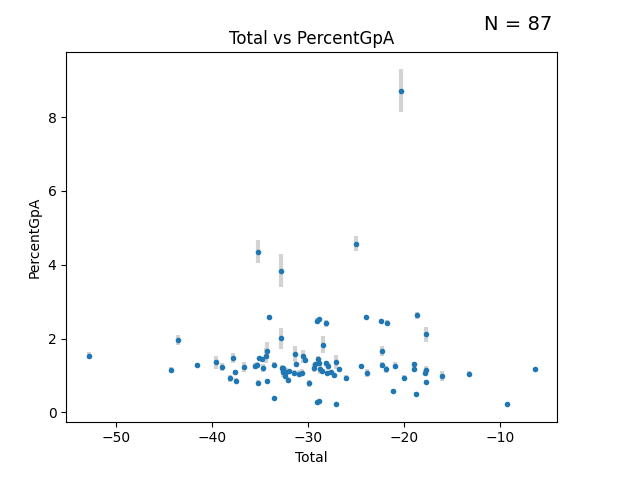 N = 87
Total vs PercentGpA
PercentGpA
8
6
4
2
0
−50 −40 −30 −20 −10
Total